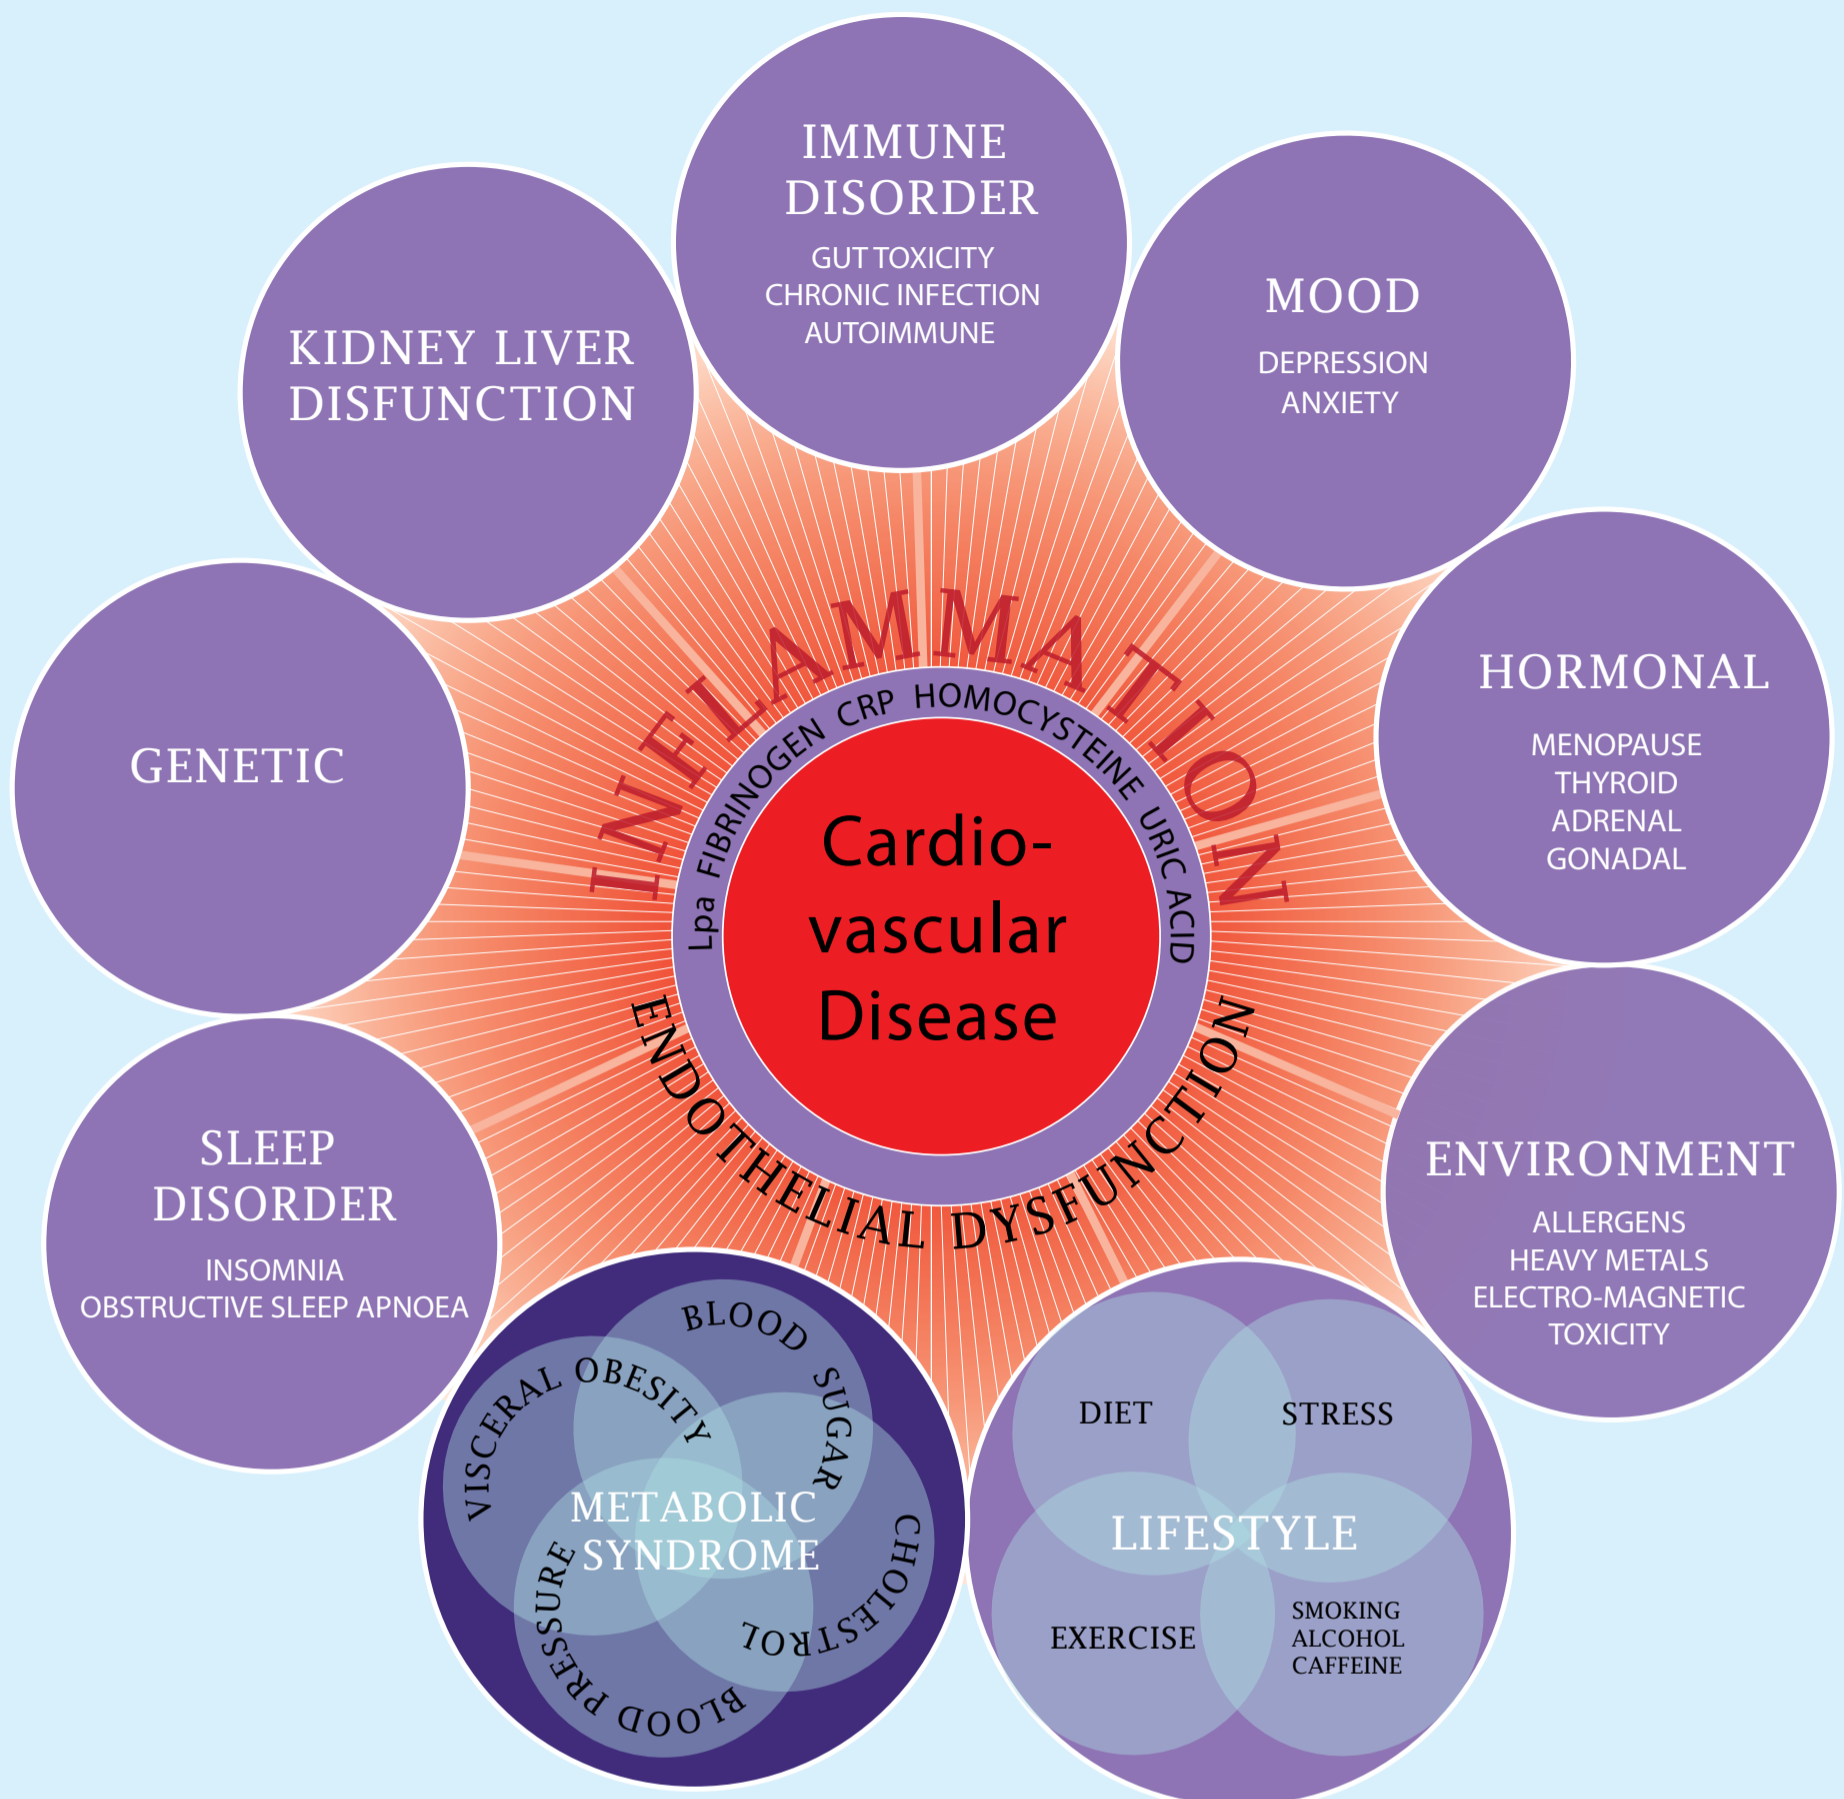 IMMUNE
DISORDER
GUT TOXICITY
CHRONIC INFECTION
AUTOIMMUNE
MOOD
DEPRESSION
ANXIETY
KIDNEY LIVER
DISFUNCTION
HORMONAL
MENOPAUSE
THYROID
ADRENAL
GONADAL
GENETIC
INFLAMMATION
Lpa FIBRINOGEN CRP HOMOCYSTEINE URIC ACID
Cardio-
vascular
Disease
ENDOTHELIAL DYSFUNCTION
SLEEP
DISORDER
INSOMNIA
OBSTRUCTIVE SLEEP APNOEA
ENVIRONMENT
ALLERGENS
HEAVY METALS
ELECTRO-MAGNETIC
TOXICITY
VISCERAL OBESITY
BLOOD SUGAR
METABOLIC
SYNDROME
CHOLESTROL
BLOOD PRESSURE
DIET
STRESS
LIFESTYLE
EXERCISE
SMOKING
ALCOHOL
CAFFEINE